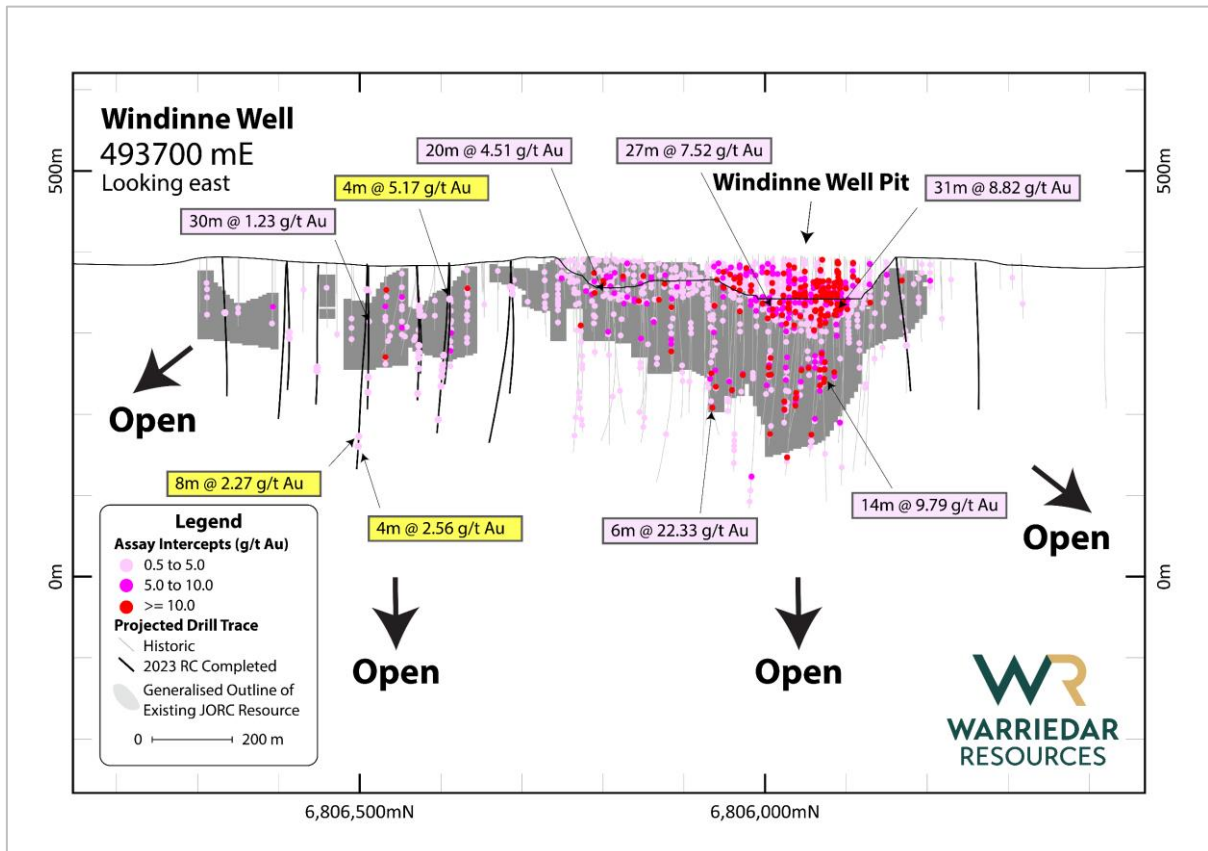 Windinne Well
493700 mE
Looking east
500m
500m
20m @ 4.51 g/t Au
27m @ 7.52 g/t Au
4m @ 5.17 g/t Au
Windinne Well Pit
31m @ 8.82 g/t Au
30m @ 1.23 g/t Au
Open
8m @ 2.27 g/t Au
4m @ 2.56 g/t Au
6m @ 22.33 g/t Au
14m @ 9.79 g/t Au
Open
0m
0m
Legend
Assay Intercepts (g/t Au)
0.5 to 5.0
5.0 to 10.0
>= 10.0
Projected Drill Trace
Historic
2023 RC Completed
Generalised Outline of
Existing JORC Resource
0 200 m
Open
Open
WR
WARRIEDAR
RESOURCES
6,806,500mN
6,806,000mN